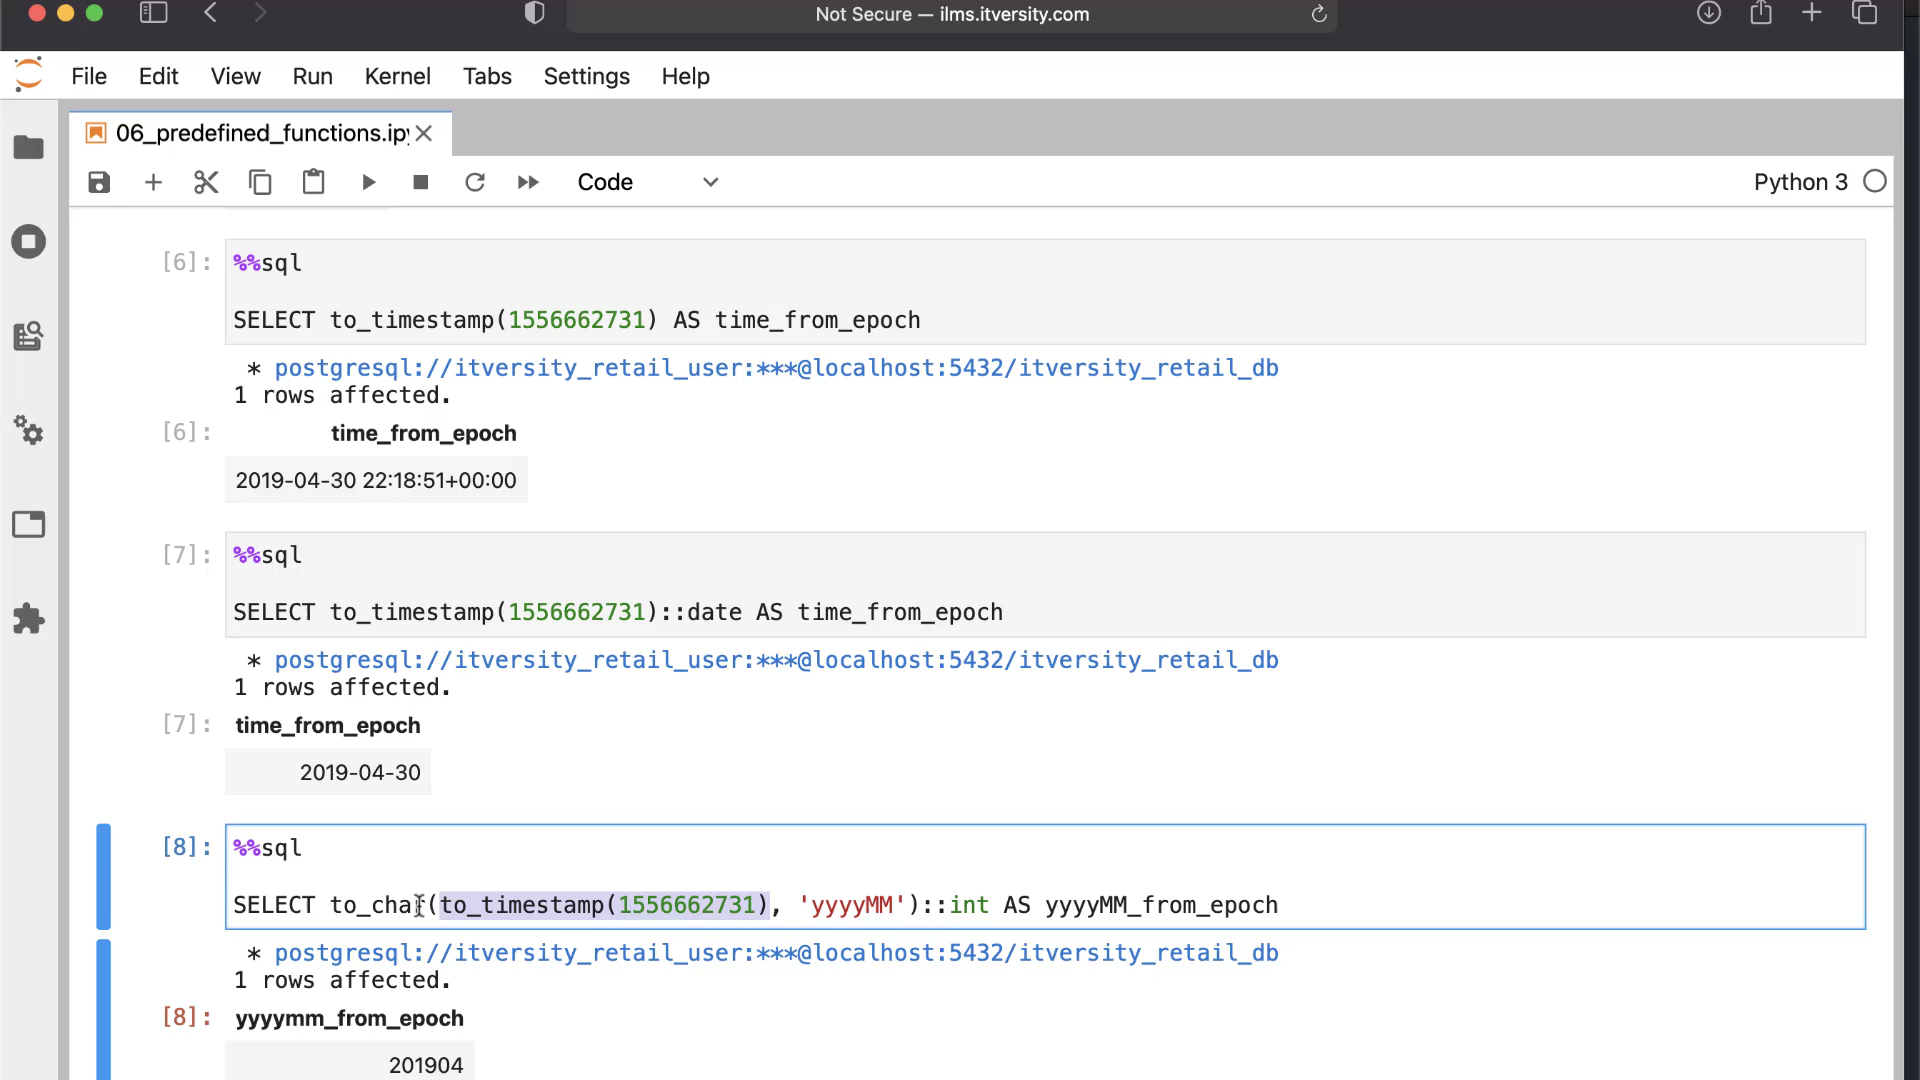 Not Secure — ilms.itversity.com
File Edit View Run Kernel Tabs Settings Help
06_predefined_functions.ipy
Code
Python 3
[6]: %%sql
SELECT to_timestamp(1556662731) AS time_from_epoch
* postgresql://itversity_retail_user:***@localhost:5432/itversity_retail_db
1 rows affected.
[6]: time_from_epoch
2019-04-30 22:18:51+00:00
[7]: %%sql
SELECT to_timestamp(1556662731)::date AS time_from_epoch
* postgresql://itversity_retail_user:***@localhost:5432/itversity_retail_db
1 rows affected.
[7]: time_from_epoch
2019-04-30
[8]: %%sql
SELECT to_char(to_timestamp(1556662731), 'yyyyMM')::int AS yyyyMM_from_epoch
* postgresql://itversity_retail_user:***@localhost:5432/itversity_retail_db
1 rows affected.
[8]: yyyymm_from_epoch
201904